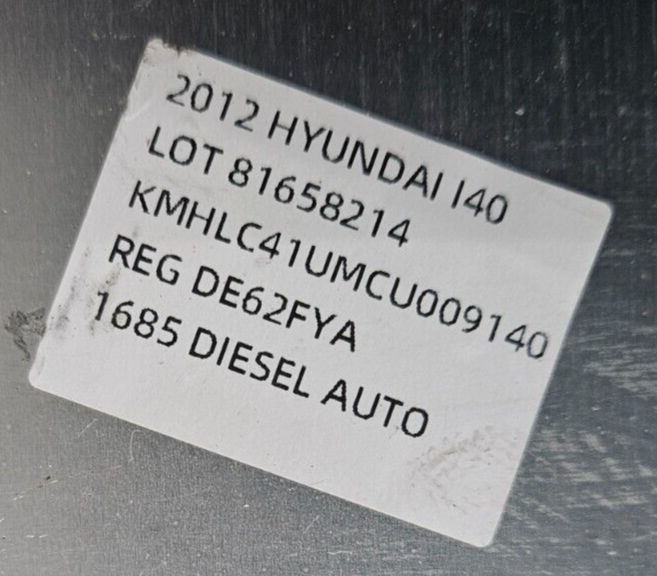 2012 HYUNDAI I40
LOT 81658214
KMHLC41UMCU009140
REG DE62FYA
1685 DIESEL AUTO